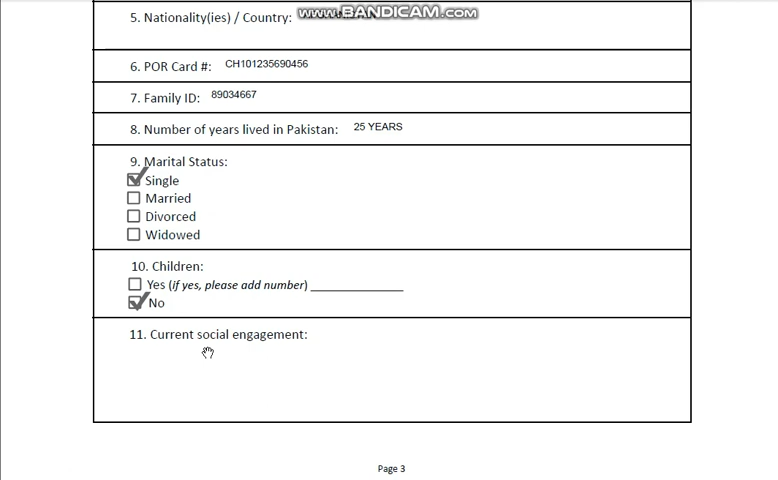 www.BANDICAM.com
5. Nationality(ies) / Country:
6. POR Card #: CH101235690456
7. Family ID: 89034667
8. Number of years lived in Pakistan: 25 YEARS
9. Marital Status:
Single
Married
Divorced
Widowed
10. Children:
Yes (if yes, please add number) _______________
No
11. Current social engagement:
Page 3